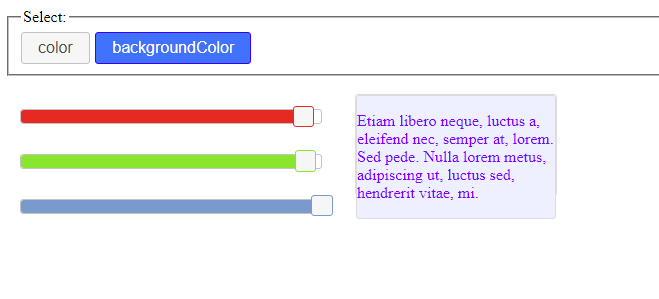 Select:
color backgroundColor
Etiam libero neque, luctus a,
eleifend nec, semper at, lorem.
Sed pede. Nulla lorem metus,
adipiscing ut, luctus sed,
hendrerit vitae, mi.